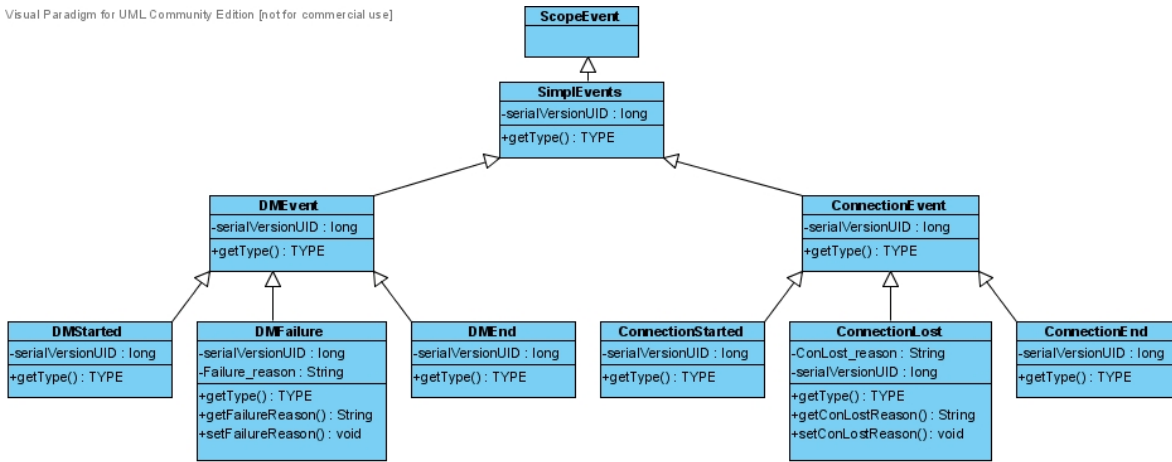 Visual Paradigm for UML Community Edition [not for commercial use]
ScopeEvent
SimplEvents
-serialVersionUID : long
+getType() : TYPE
DMEvent
-serialVersionUID : long
+getType() : TYPE
ConnectionEvent
-serialVersionUID : long
+getType() : TYPE
DMStarted
-serialVersionUID : long
+getType() : TYPE
DMFailure
-serialVersionUID : long
-Failure_reason : String
+getType() : TYPE
+getFailureReason() : String
+setFailureReason() : void
DMEnd
-serialVersionUID : long
+getType() : TYPE
ConnectionStarted
-serialVersionUID : long
+getType() : TYPE
ConnectionLost
-ConLost_reason : String
-serialVersionUID : long
+getType() : TYPE
+getConLostReason() : String
+setConLostReason() : void
ConnectionEnd
-serialVersionUID : long
+getType() : TYPE